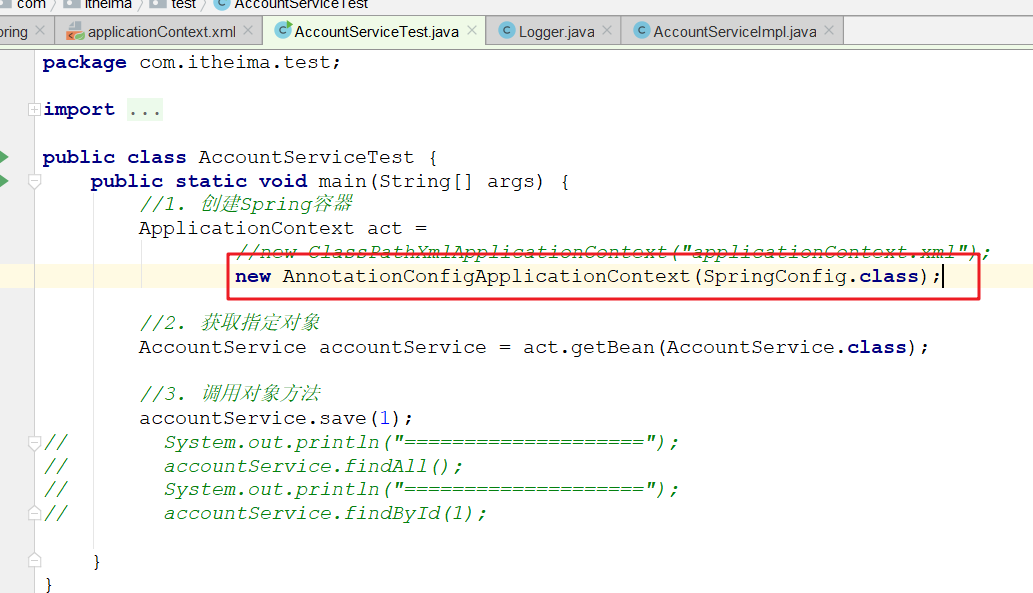 com itheima test AccountServiceTest
ring applicationContext.xml AccountServiceTest.java Logger.java AccountServiceImpl.java
package com.itheima.test;
import ...
public class AccountServiceTest {
public static void main(String[] args) {
//1. 创建Spring容器
ApplicationContext act =
//new ClassPathXmlApplicationContext("applicationContext.xml");
new AnnotationConfigApplicationContext(SpringConfig.class);
//2. 获取指定对象
AccountService accountService = act.getBean(AccountService.class);
//3. 调用对象方法
accountService.save(1);
// System.out.println("====================");
// accountService.findAll();
// System.out.println("====================");
// accountService.findById(1);
}
}